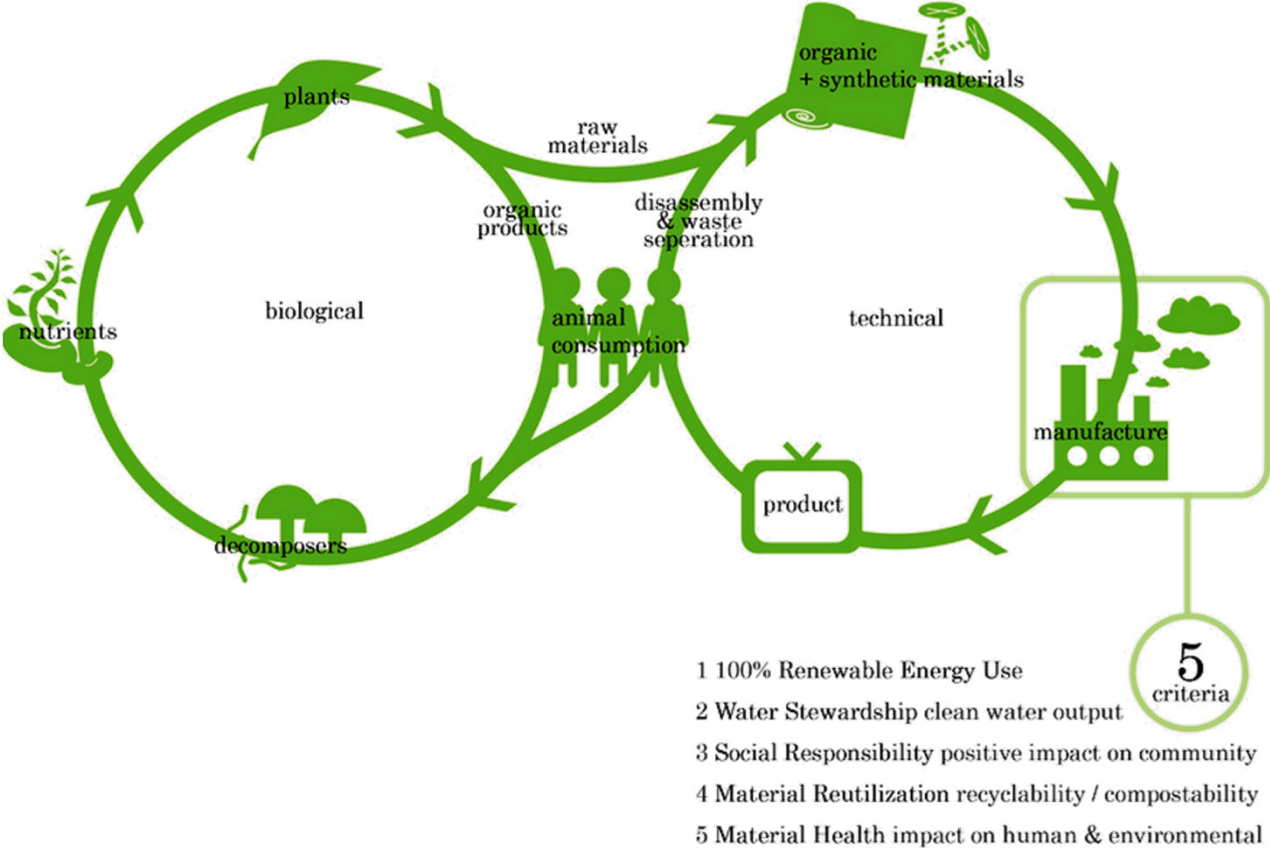 organic
+ synthetic materials
plants
raw
materials
organic
products
disassembly
& waste
seperation
nutrients
biological
animal
consumption
technical
manufacture
product
decomposers
5
criteria
1 100% Renewable Energy Use
2 Water Stewardship clean water output
3 Social Responsibility positive impact on community
4 Material Reutilization recyclability / compostability
5 Material Health impact on human & environmental